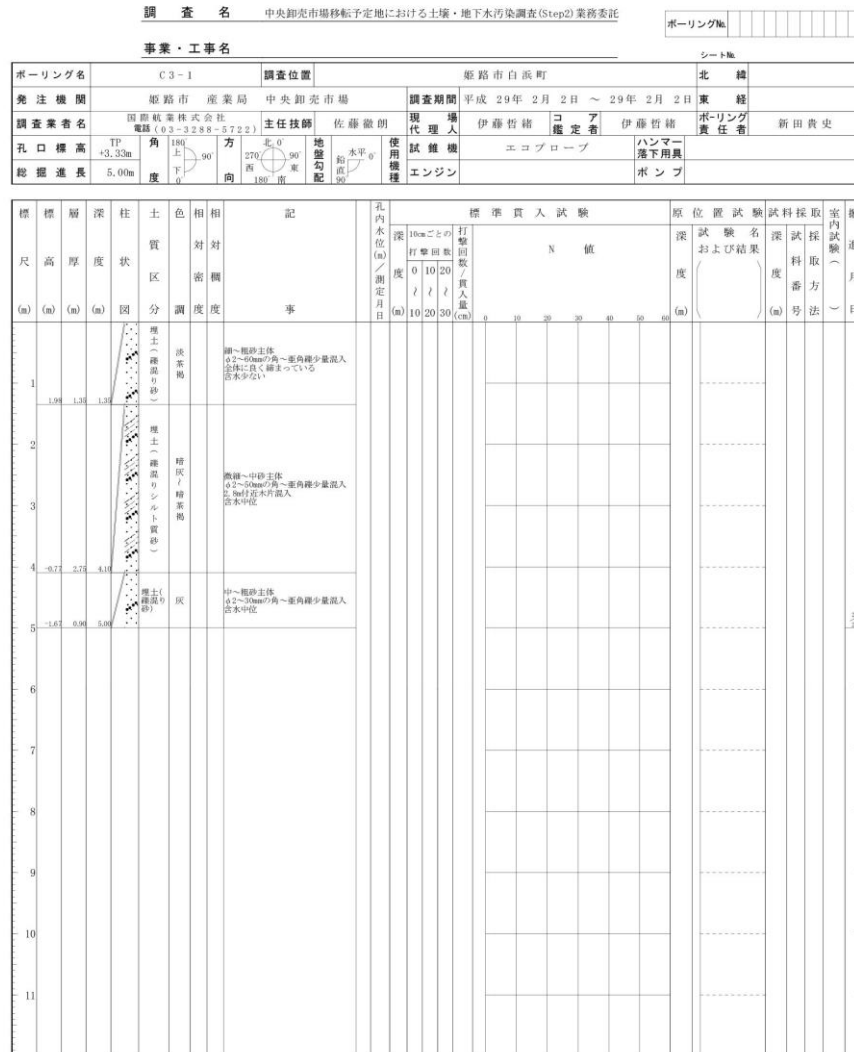 調査名 中央卸売市場移転予定地における土壌・地下水汚染調査(Step2)業務委託
ボーリングNo.
事業・工事名
シートNo.
ボーリング名 C3-1 調査位置 姫路市白浜町 北緯
発注機関 姫路市 産業局 中央卸売市場 調査期間 平成 29年 2月 2日 ~ 29年 2月 2日 東経
調査業者名 国際航業株式会社 電話(03-3288-5722) 主任技師 佐藤徹朗 現場代理人 伊藤哲緒 コア鑑定者 伊藤哲緒 ボーリング責任者 新田貴史
孔口標高 TP +3.33m 角度 180° 上 下 0° 90° 方向 北 0° 270° 90° 西 東 180° 南 地盤勾配 水平 0° 鉛直 90° 使用機種 試錐機 エコプローブ ハンマー落下用具
総掘進長 5.00m エンジン ポンプ
標尺(m) 標高(m) 層厚(m) 深度(m) 柱状図 土質区分 色調 相対密度 相対稠度 記事 孔内水位(m)/測定月日 標準貫入試験 原位置試験 試料採取 室内試験()
深度(m) 10cmごとの打撃回数 0~10 10~20 20~30 打撃回数/貫入量(cm) N値 深度(m) 試験名および結果 深度(m) 試料番号 採取方法
0 10 20 30 40 50 60
埋土(礫混り砂) 淡茶褐
細~粗砂主体
φ2~60mmの角~亜角礫少量混入
全体に良く締まっている
含水少ない
1
1.98 1.35 1.35
2
埋土(礫混りシルト質砂) 暗灰~暗茶褐
微細~中砂主体
φ2~50mmの角~亜角礫少量混入
2.8m付近木片混入
含水中位
3
4 -0.77 2.75 4.10
埋土(礫混り砂) 灰
中~粗砂主体
φ2~30mmの角~亜角礫少量混入
含水中位
5 -1.67 0.90 5.00
6
7
8
9
10
11